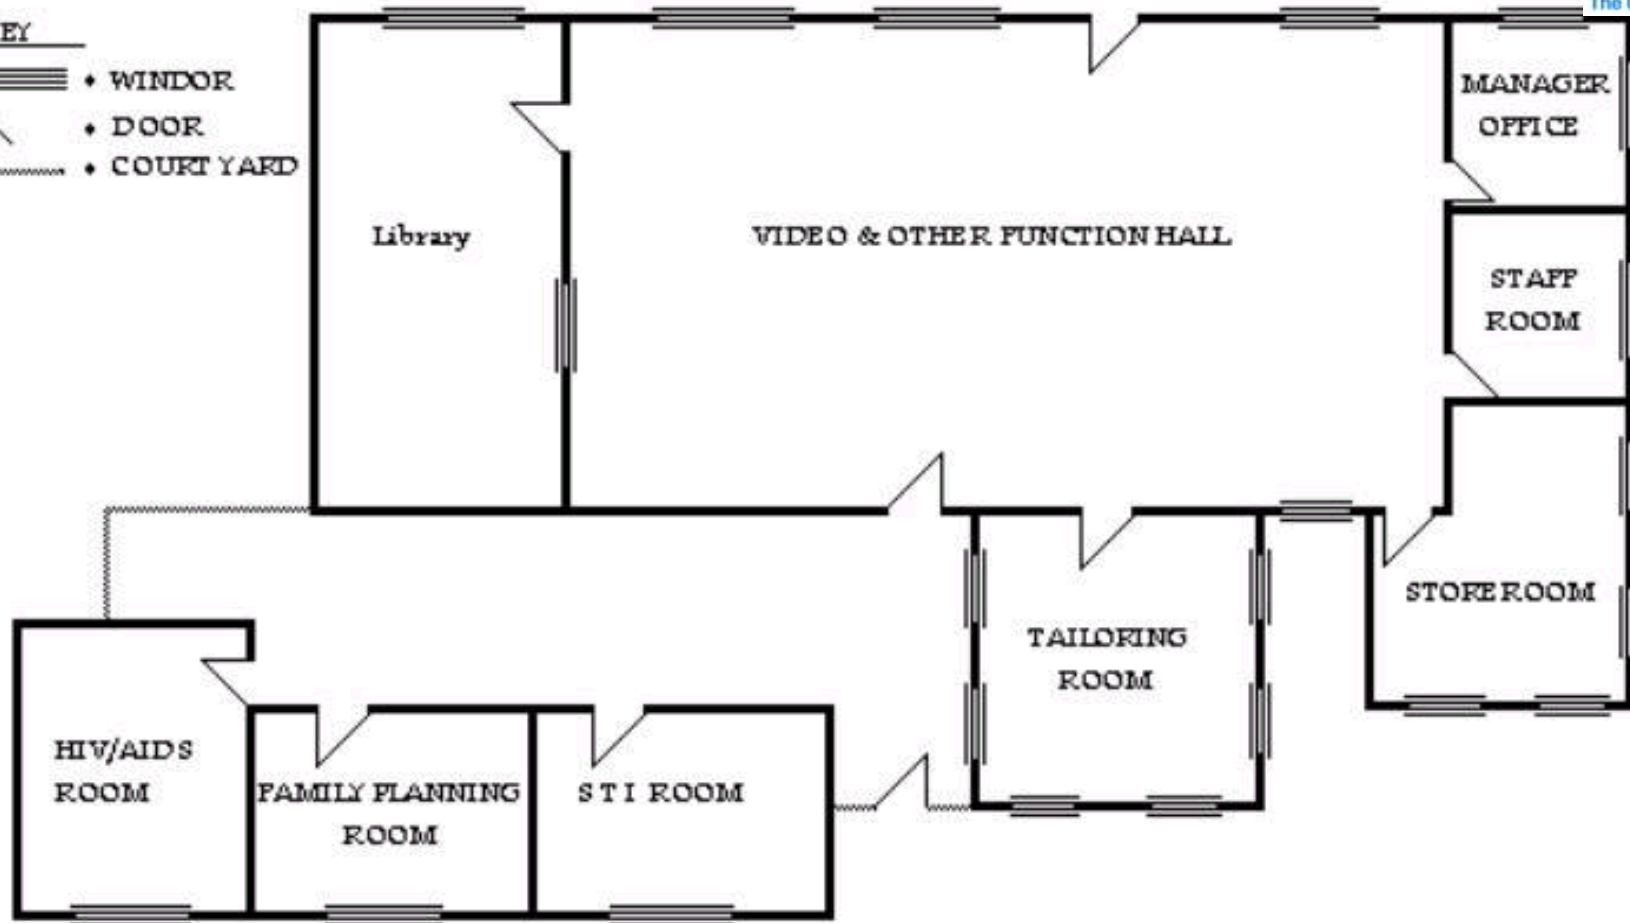 EY
WINDOR
DOOR
COURT YARD
Library
VIDEO & OTHER FUNCTION HALL
MANAGER
OFFICE
STAFF
ROOM
STORE ROOM
TAILORING
ROOM
HIV/AIDS
ROOM
FAMILY PLANNING
ROOM
S T I ROOM
The